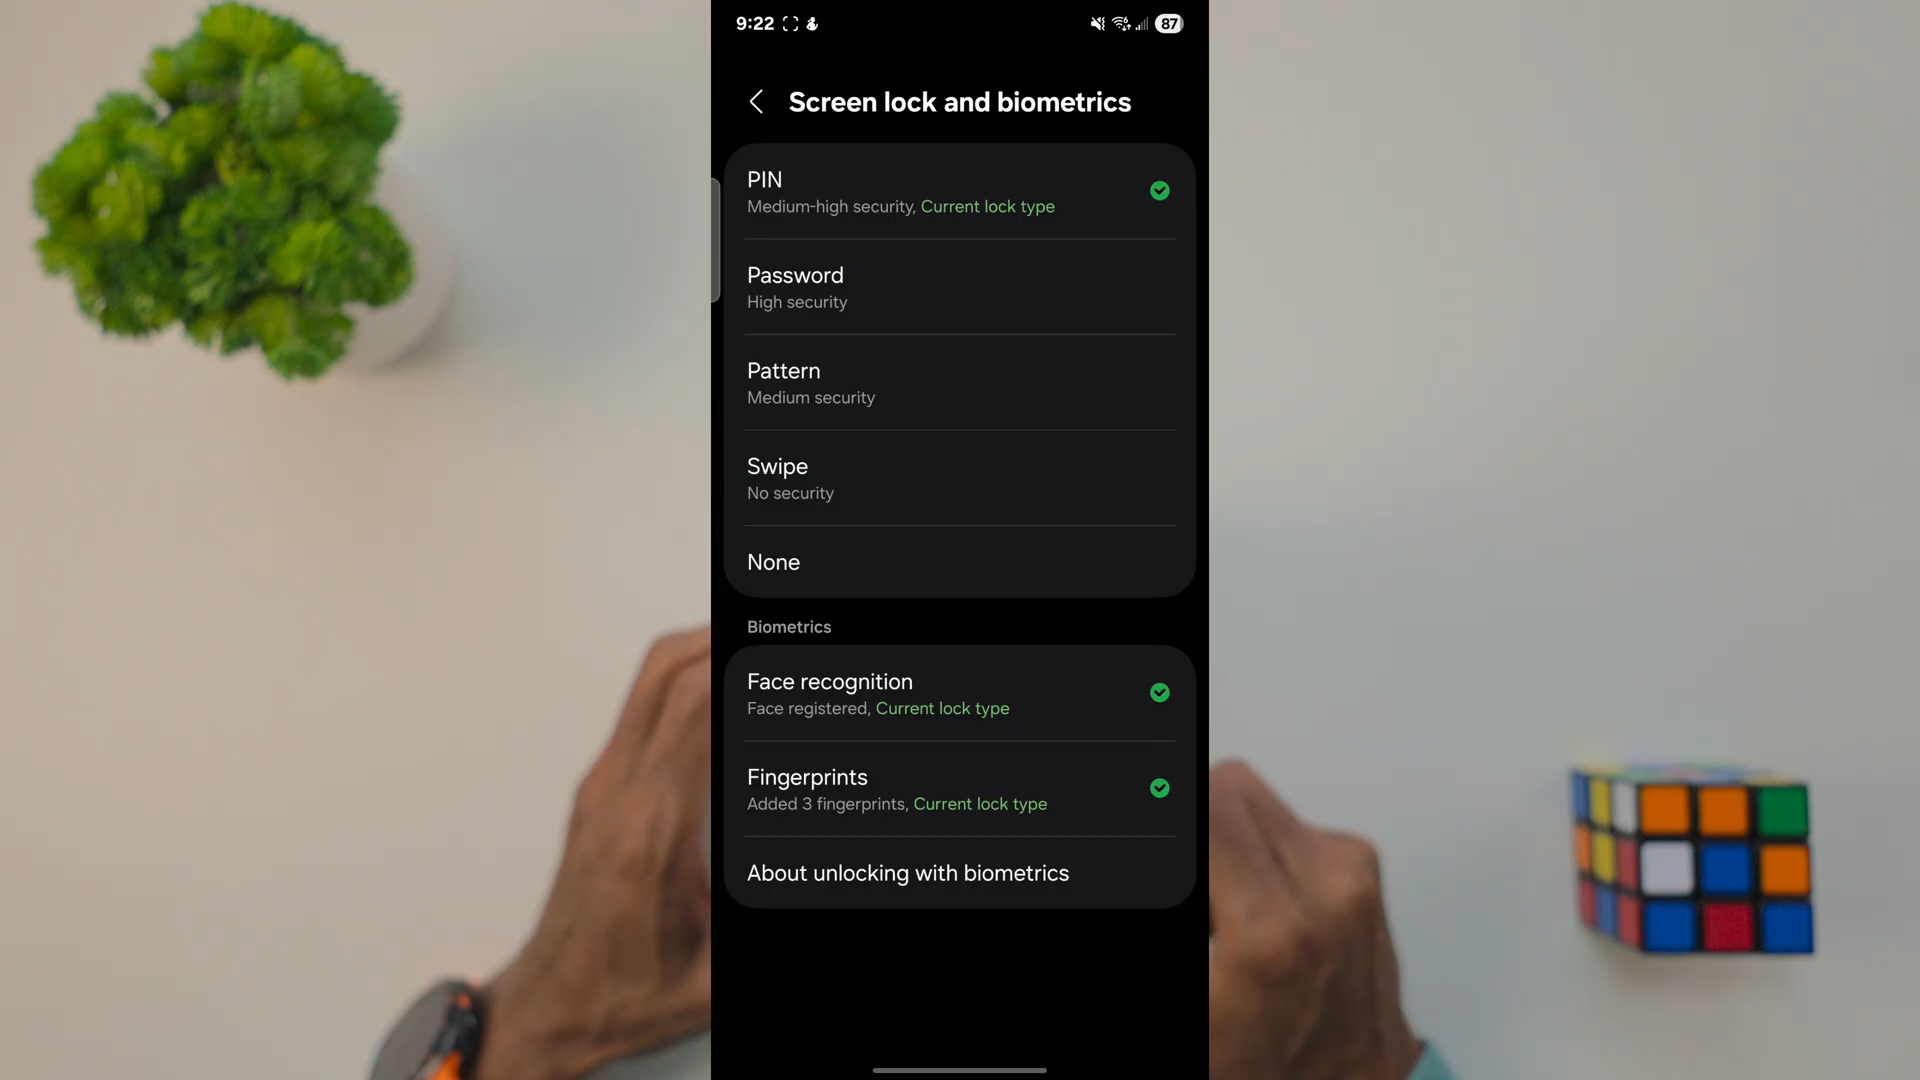 9:22
87
Screen lock and biometrics
PIN
Medium-high security, Current lock type
Password
High security
Pattern
Medium security
Swipe
No security
None
Biometrics
Face recognition
Face registered, Current lock type
Fingerprints
Added 3 fingerprints, Current lock type
About unlocking with biometrics